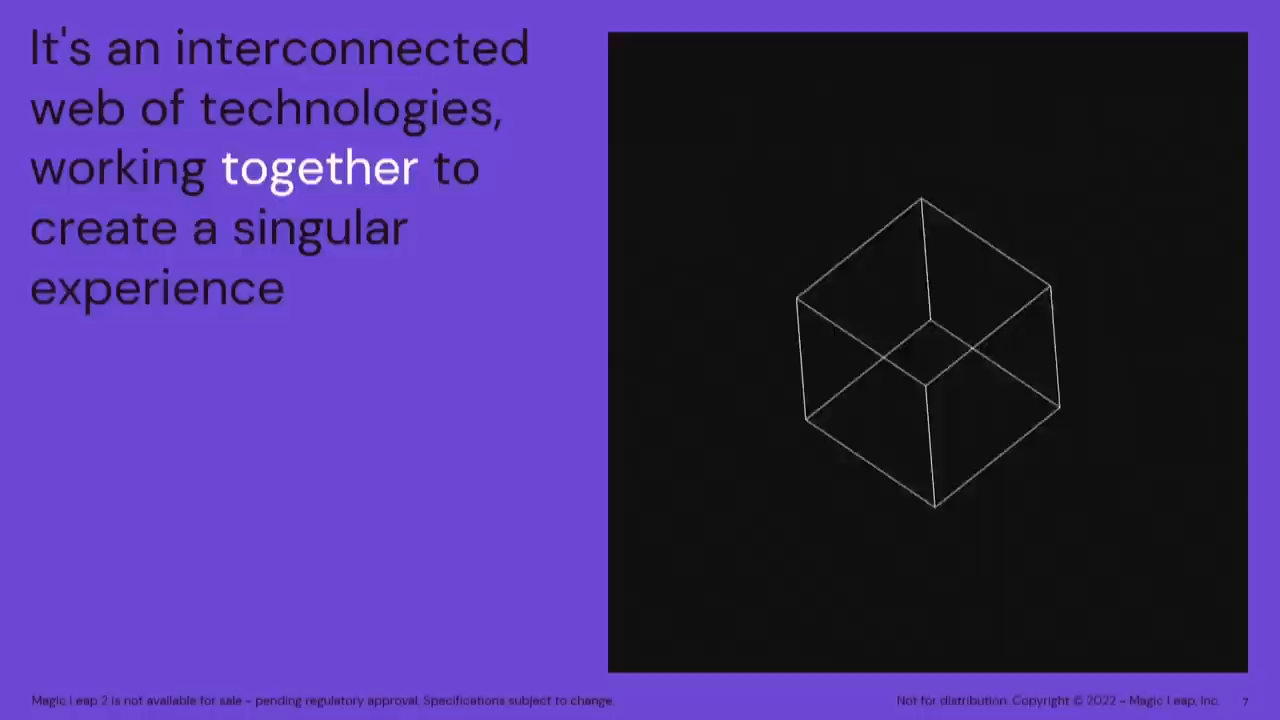 It's an interconnected
web of technologies,
working together to
create a singular
experience
Magic Leap 2 is not available for sale – pending regulatory approval. Specifications subject to change.
Not for distribution. Copyright © 2022 – Magic Leap, Inc.
7